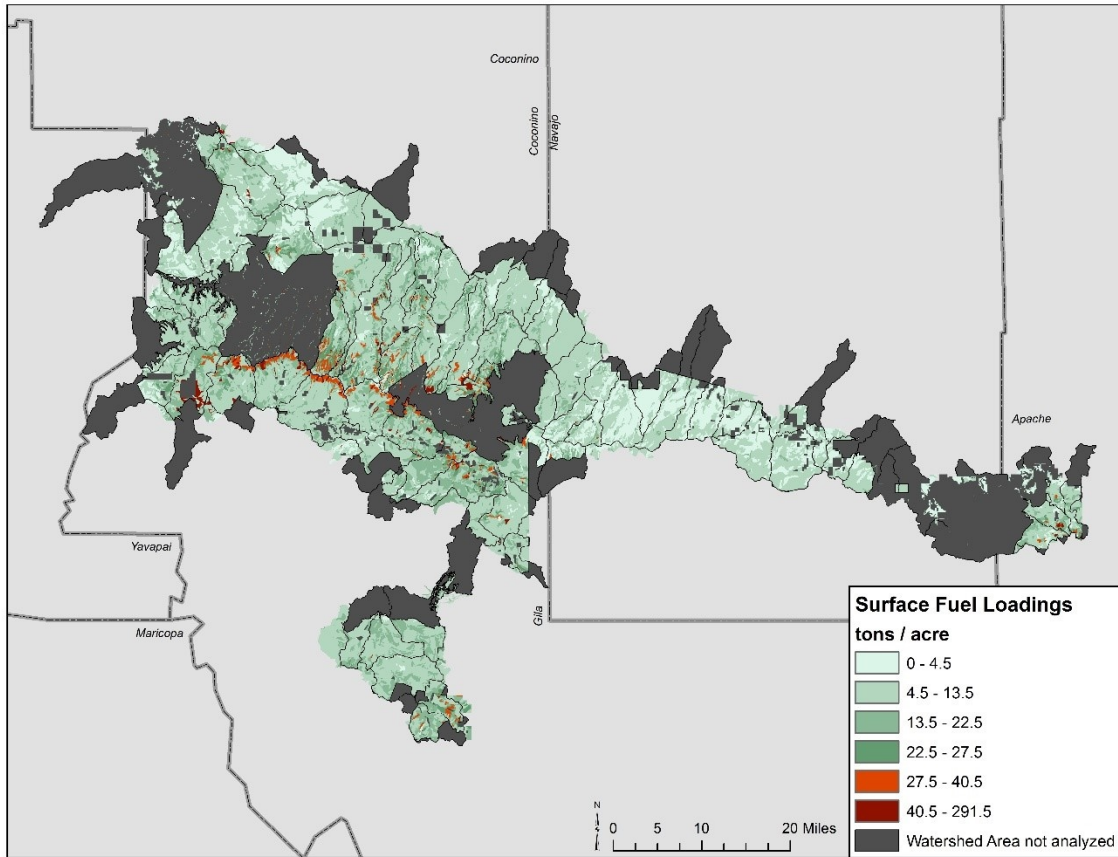 Coconino
Coconino
Navajo
Apache
Yavapai
Maricopa
Gila
Surface Fuel Loadings
tons / acre
0 - 4.5
4.5 - 13.5
13.5 - 22.5
22.5 - 27.5
27.5 - 40.5
40.5 - 291.5
Watershed Area not analyzed
N
0 5 10 20 Miles